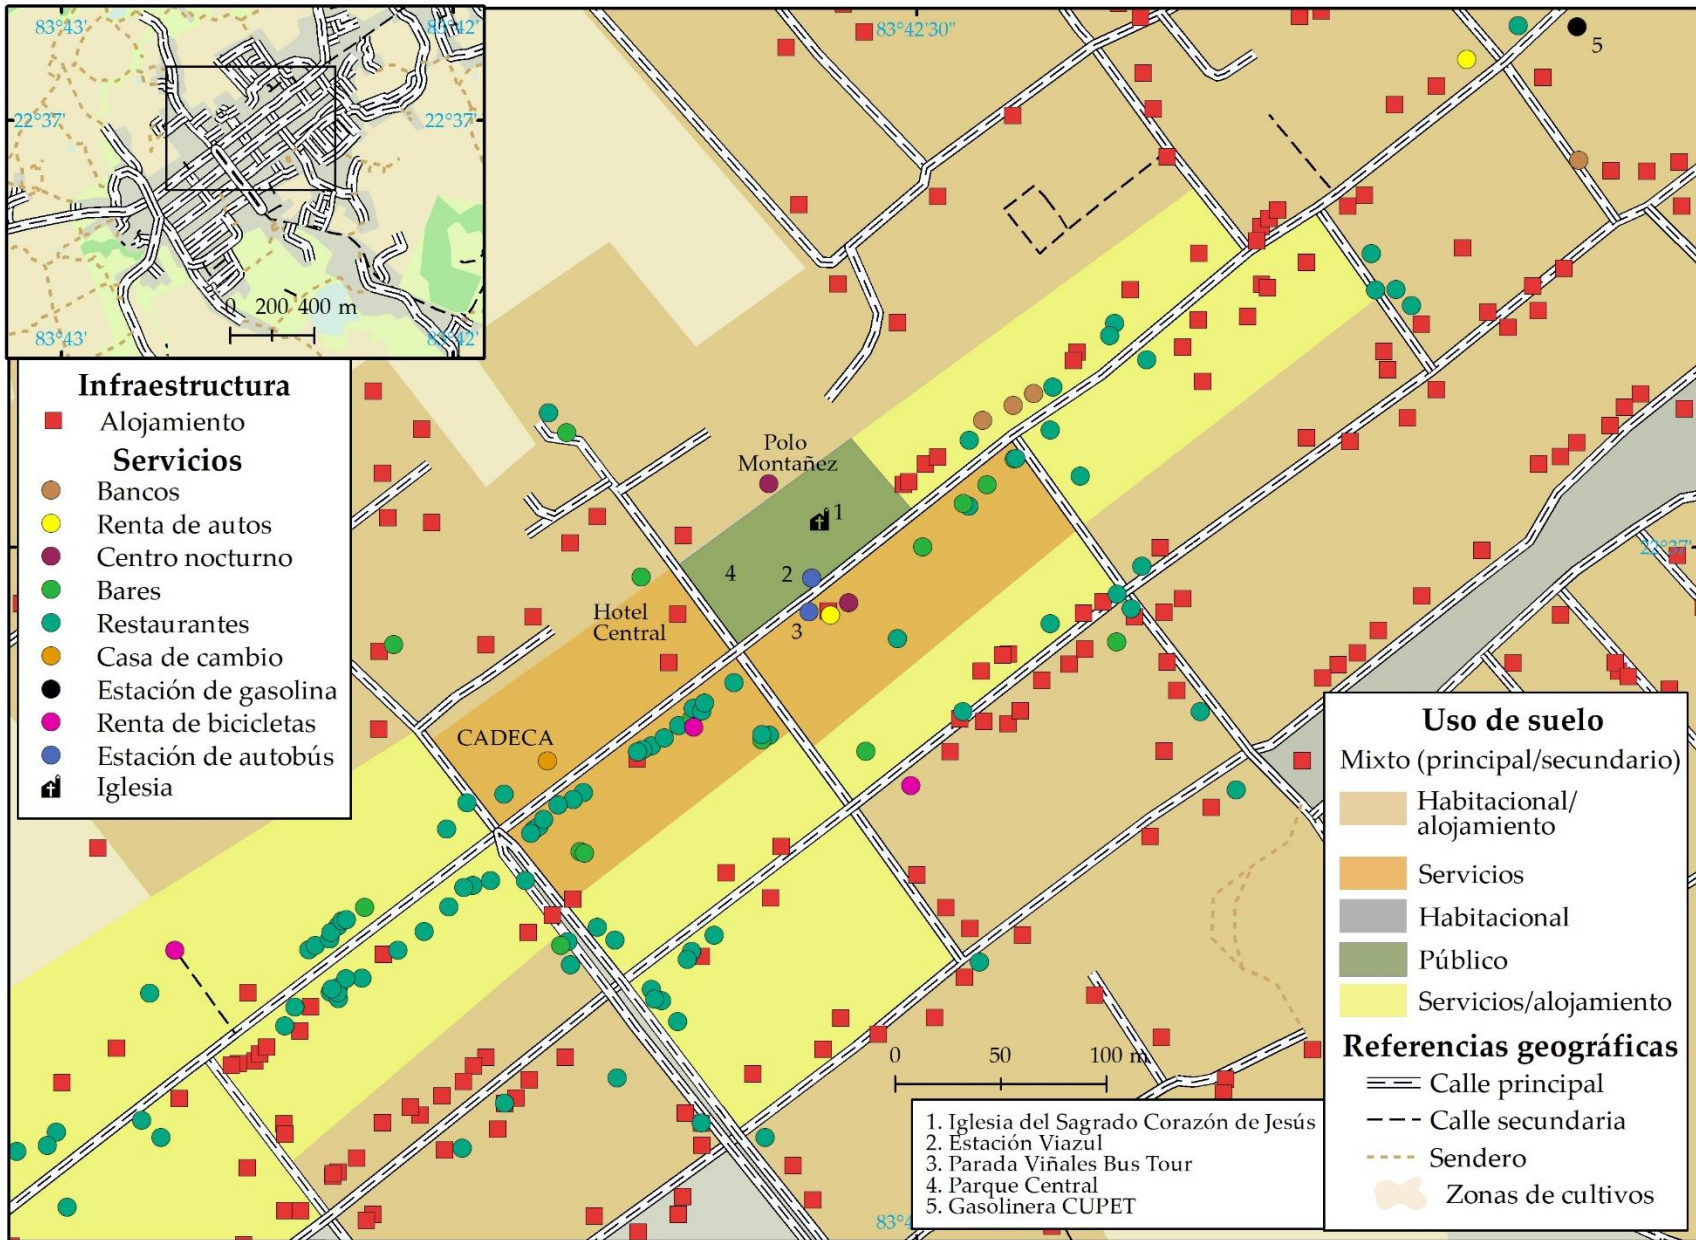 83°43'
83°42'
22°37'
22°37'
0 200 400 m
83°43'
83°42'
83°42'30"
5
Infraestructura
Alojamiento
Servicios
Bancos
Renta de autos
Centro nocturno
Bares
Restaurantes
Casa de cambio
Estación de gasolina
Renta de bicicletas
Estación de autobús
Iglesia
Polo
Montañez
1
4
2
3
Hotel
Central
CADECA
22°37'
Uso de suelo
Mixto (principal/secundario)
Habitacional/
alojamiento
Servicios
Habitacional
Público
Servicios/alojamiento
Referencias geográficas
Calle principal
Calle secundaria
Sendero
Zonas de cultivos
0 50 100 m
1. Iglesia del Sagrado Corazón de Jesús
2. Estación Viazul
3. Parada Viñales Bus Tour
4. Parque Central
5. Gasolinera CUPET